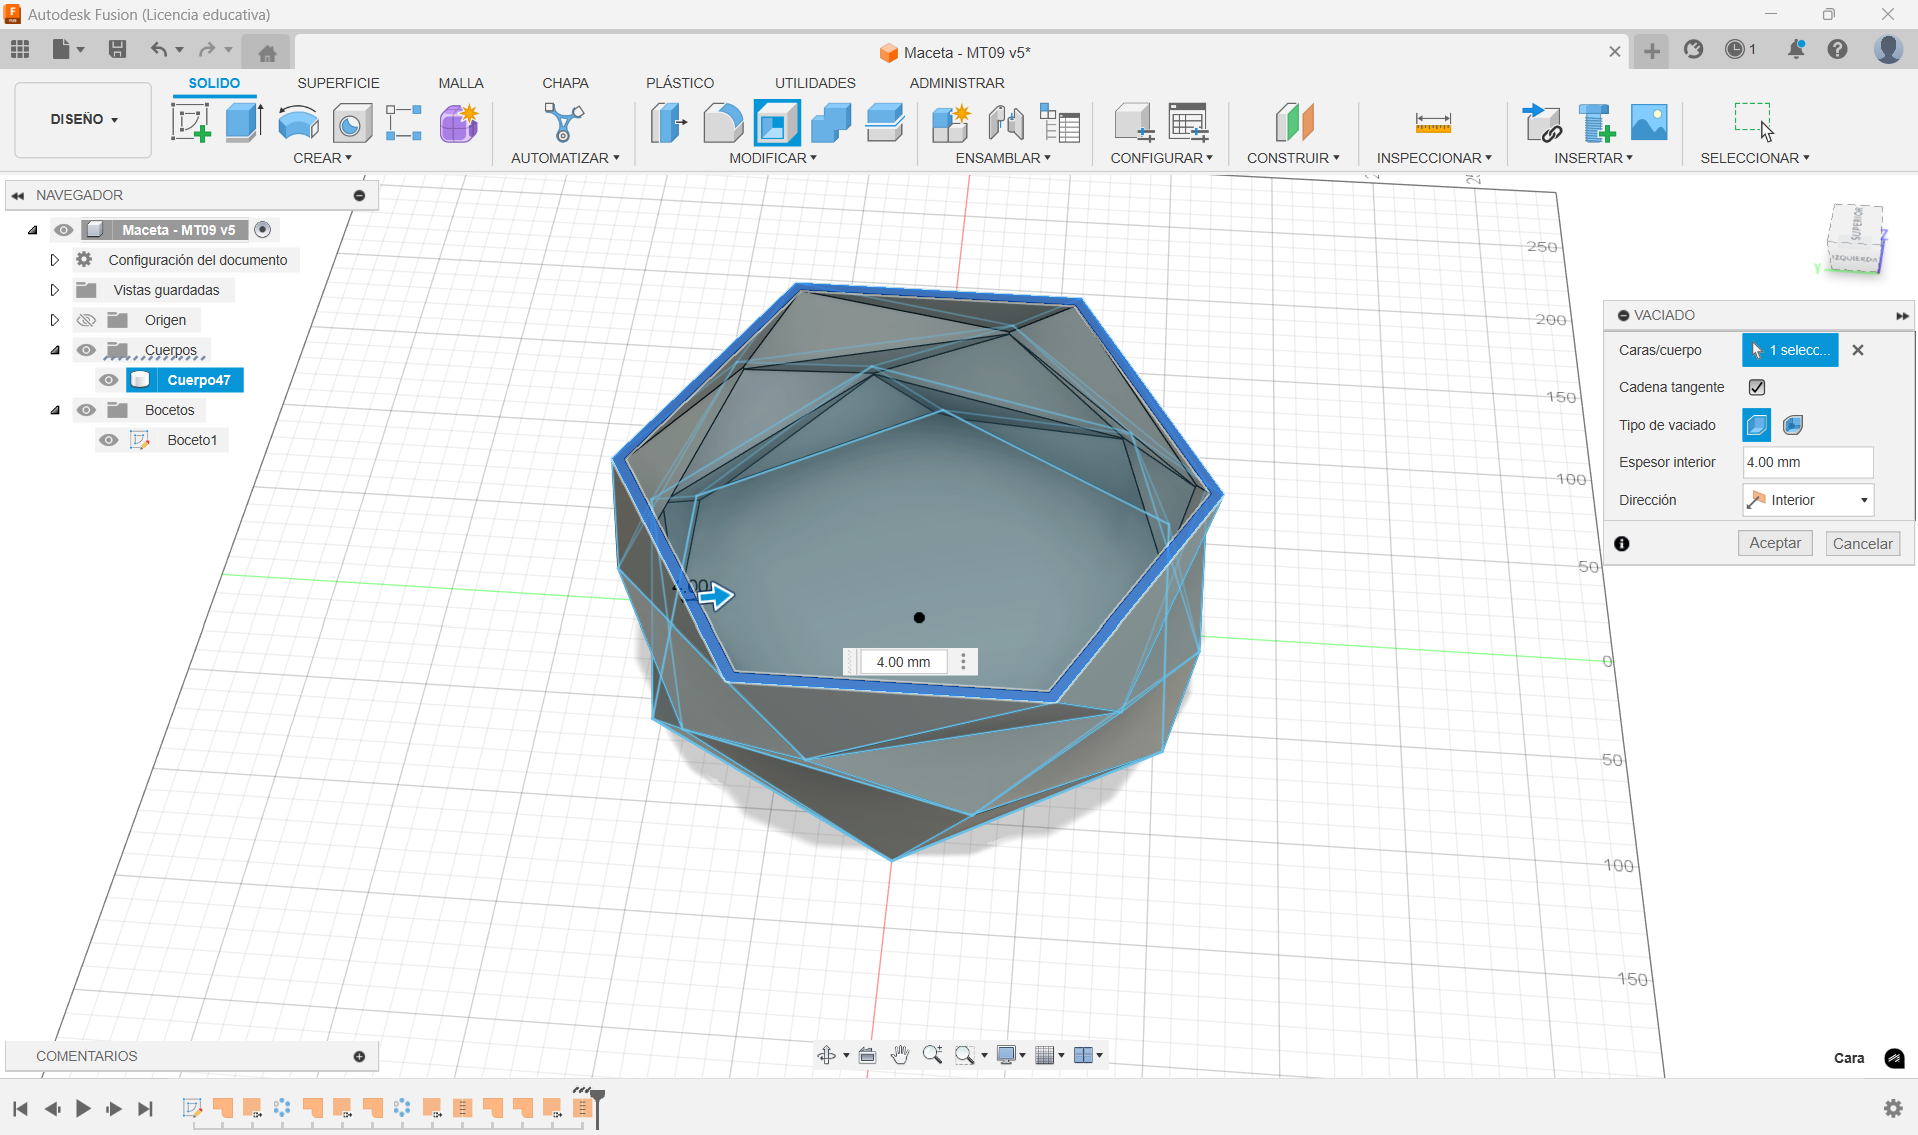 Autodesk Fusion (Licencia educativa)
Maceta - MT09 v5*
1
DISEÑO
SOLIDO
SUPERFICIE
MALLA
CHAPA
PLÁSTICO
UTILIDADES
ADMINISTRAR
CREAR
AUTOMATIZAR
MODIFICAR
ENSAMBLAR
CONFIGURAR
CONSTRUIR
INSPECCIONAR
INSERTAR
SELECCIONAR
NAVEGADOR
Maceta - MT09 v5
Configuración del documento
Vistas guardadas
Origen
Cuerpos
Cuerpo47
Bocetos
Boceto1
250
200
150
100
50
0
50
100
150
SUPERIOR
IZQUIERDA
Z
Y
VACIADO
Caras/cuerpo
1 selecc...
Cadena tangente
Tipo de vaciado
Espesor interior
4.00 mm
Dirección
Interior
Aceptar
Cancelar
4.00 mm
COMENTARIOS
Cara